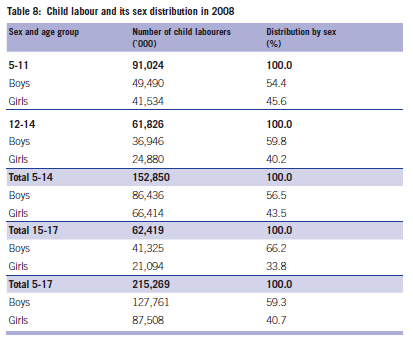 Table 8: Child labour and its sex distribution in 2008
Sex and age group Number of child labourers Distribution by sex
('000) (%)
5-11 91,024 100.0
Boys 49,490 54.4
Girls 41,534 45.6
12-14 61,826 100.0
Boys 36,946 59.8
Girls 24,880 40.2
Total 5-14 152,850 100.0
Boys 86,436 56.5
Girls 66,414 43.5
Total 15-17 62,419 100.0
Boys 41,325 66.2
Girls 21,094 33.8
Total 5-17 215,269 100.0
Boys 127,761 59.3
Girls 87,508 40.7